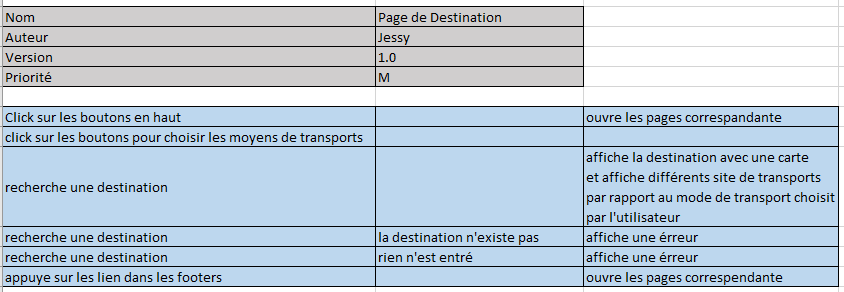 Nom Page de Destination
Auteur Jessy
Version 1.0
Priorité M
Click sur les boutons en haut ouvre les pages correspandante
click sur les boutons pour choisir les moyens de transports
recherche une destination
affiche la destination avec une carte
et affiche différents site de transports
par rapport au mode de transport choisit
par l'utilisateur
recherche une destination la destination n'existe pas affiche une érreur
recherche une destination rien n'est entré affiche une érreur
appuye sur les lien dans les footers ouvre les pages correspendante